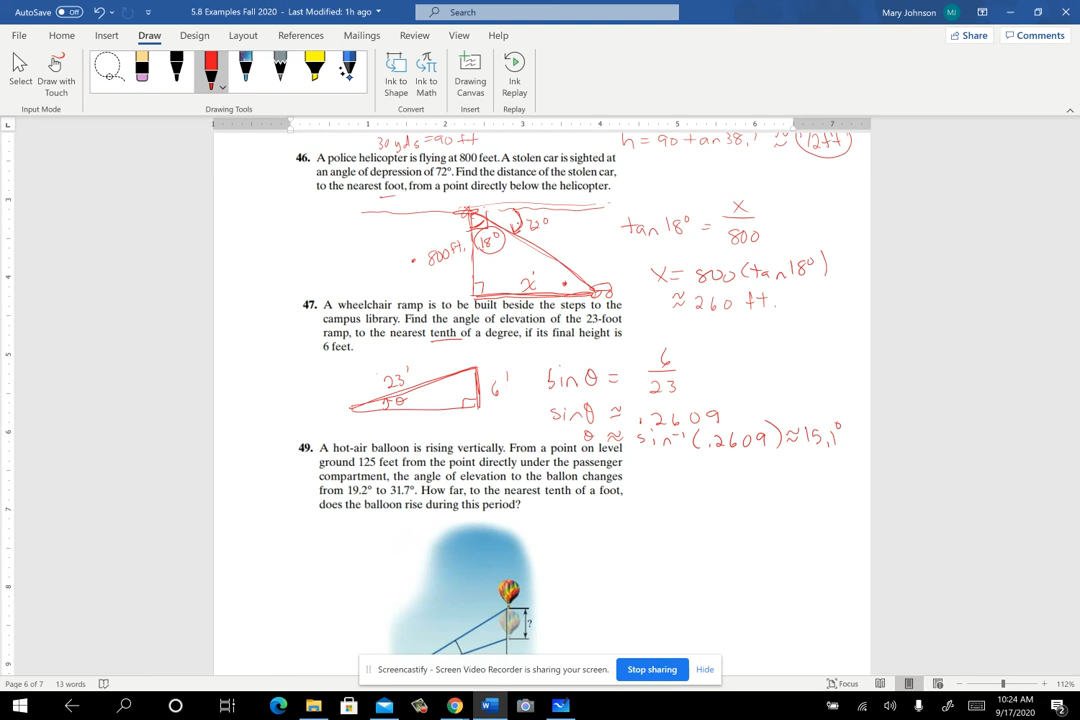 AutoSave Off 5.8 Examples Fall 2020 - Last Modified: 1h ago Search Mary Johnson MJ
File Home Insert Draw Design Layout References Mailings Review View Help Share Comments
Select Draw with Touch Ink to Shape Ink to Math Drawing Canvas Ink Replay
Input Mode Drawing Tools Convert Insert Replay
1 1 2 3 4 5 6 7
30 yds = 90 ft h = 90 tan 38.1 ≈
46. A police helicopter is flying at 800 feet. A stolen car is sighted at
an angle of depression of 72°. Find the distance of the stolen car,
to the nearest foot, from a point directly below the helicopter.
72°
18°
800 ft.
x'
tan 18° = x/800
x = 800 (tan 18°)
≈ 260 ft.
47. A wheelchair ramp is to be built beside the steps to the
campus library. Find the angle of elevation of the 23-foot
ramp, to the nearest tenth of a degree, if its final height is
6 feet.
23'
6'
θ
sin θ = 6/23
sin θ ≈ .2609
θ ≈ sin⁻¹ (.2609) ≈ 15.1°
49. A hot-air balloon is rising vertically. From a point on level
ground 125 feet from the point directly under the passenger
compartment, the angle of elevation to the ballon changes
from 19.2° to 31.7°. How far, to the nearest tenth of a foot,
does the balloon rise during this period?
?
Screencastify - Screen Video Recorder is sharing your screen. Stop sharing Hide
Page 6 of 7 13 words Focus 112%
10:24 AM
9/17/2020
2